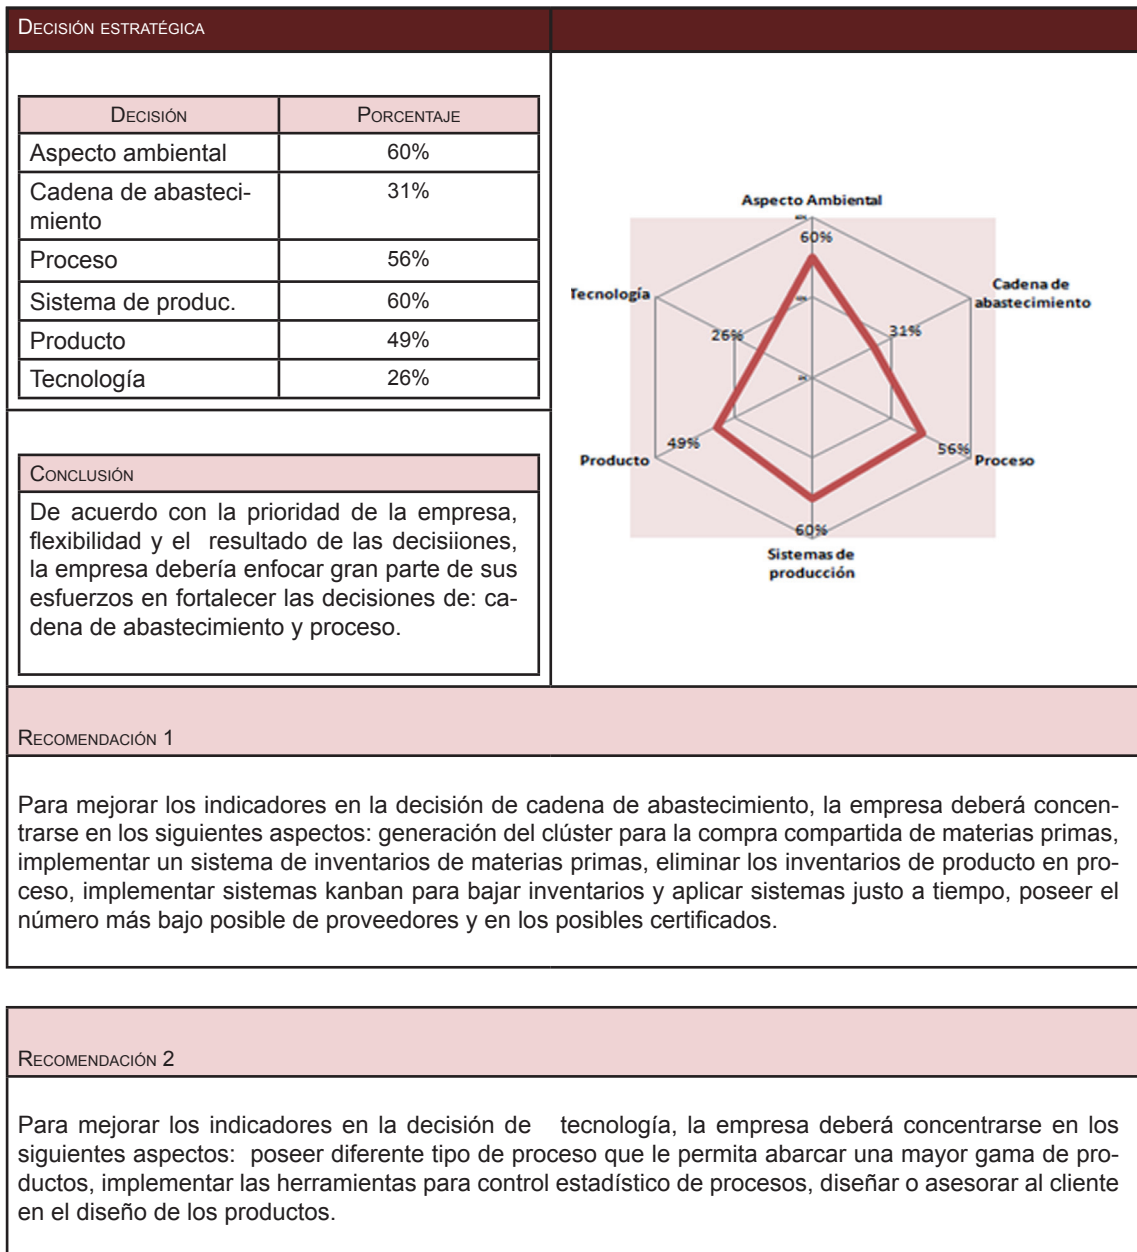 Decisión estratégica
Decisión Porcentaje
Aspecto ambiental 60%
Cadena de abasteci- 31%
miento
Proceso 56%
Sistema de produc. 60%
Producto 49%
Tecnología 26%
Conclusión
De acuerdo con la prioridad de la empresa,
flexibilidad y el resultado de las decisiiones,
la empresa debería enfocar gran parte de sus
esfuerzos en fortalecer las decisiones de: ca-
dena de abastecimiento y proceso.
Aspecto Ambiental
60%
Cadena de
abastecimiento
Tecnología
26%
31%
49%
56%
Producto
Proceso
60%
Sistemas de
producción
Recomendación 1
Para mejorar los indicadores en la decisión de cadena de abastecimiento, la empresa deberá concen-
trarse en los siguientes aspectos: generación del clúster para la compra compartida de materias primas,
implementar un sistema de inventarios de materias primas, eliminar los inventarios de producto en pro-
ceso, implementar sistemas kanban para bajar inventarios y aplicar sistemas justo a tiempo, poseer el
número más bajo posible de proveedores y en los posibles certificados.
Recomendación 2
Para mejorar los indicadores en la decisión de tecnología, la empresa deberá concentrarse en los
siguientes aspectos: poseer diferente tipo de proceso que le permita abarcar una mayor gama de pro-
ductos, implementar las herramientas para control estadístico de procesos, diseñar o asesorar al cliente
en el diseño de los productos.